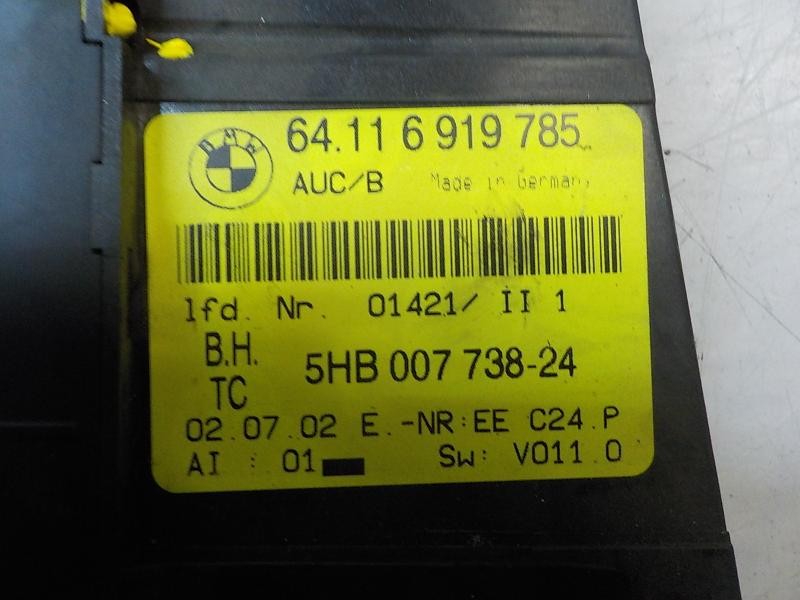 BMW
64.11 6 919 785
AUC/B Made in Germany
lfd. Nr. 01421/ II 1
B.H.
TC
5HB 007 738-24
02.07.02 E.-NR:EE C24.P
AI : 01
Sw: V011.0